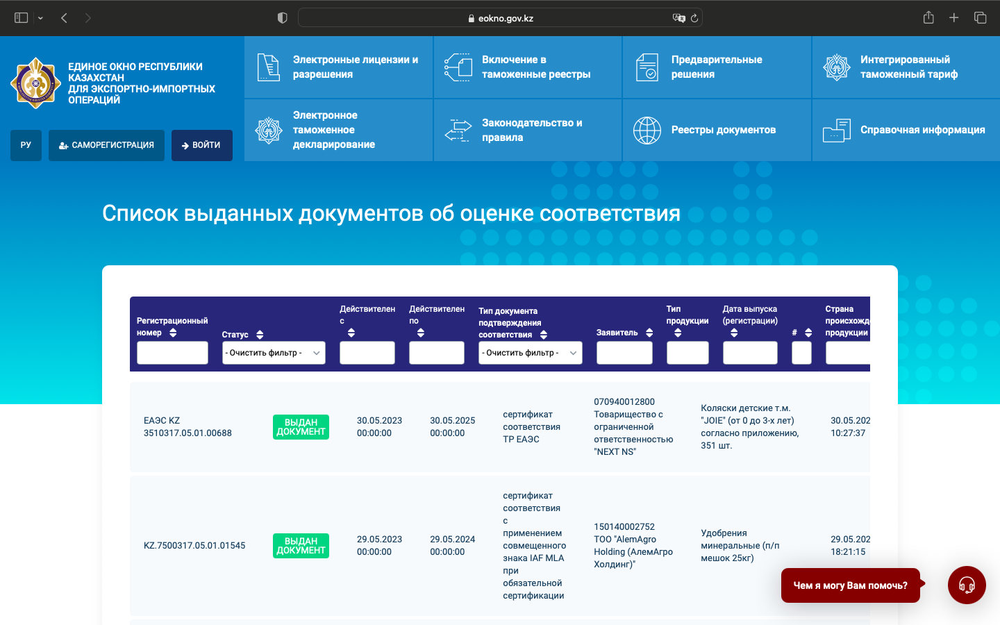 eokno.gov.kz
ЕДИНОЕ ОКНО РЕСПУБЛИКИ
КАЗАХСТАН
ДЛЯ ЭКСПОРТНО-ИМПОРТНЫХ
ОПЕРАЦИЙ
РУ
САМОРЕГИСТРАЦИЯ
ВОЙТИ
Электронные лицензии и
разрешения
Включение в
таможенные реестры
Предварительные
решения
Интегрированный
таможенный тариф
Электронное
таможенное
декларирование
Законодательство и
правила
Реестры документов
Справочная информация
Список выданных документов об оценке соответствия
Регистрационный
номер
Статус
- Очистить фильтр -
Действителен
с
Действителен
по
Тип документа
подтверждения
соответствия
- Очистить фильтр -
Заявитель
Тип
продукции
Дата выпуска
(регистрации)
#
Страна
происхожд
продукции
ЕАЭС KZ
3510317.05.01.00688
ВЫДАН
ДОКУМЕНТ
30.05.2023
00:00:00
30.05.2025
00:00:00
сертификат
соответствия
ТР ЕАЭС
070940012800
Товарищество с
ограниченной
ответственностью
"NEXT NS"
Коляски детские т.м.
"JOIE" (от 0 до 3-х лет)
согласно приложению,
351 шт.
30.05.202
10:27:37
KZ.7500317.05.01.01545
ВЫДАН
ДОКУМЕНТ
29.05.2023
00:00:00
29.05.2024
00:00:00
сертификат
соответствия
с
применением
совмещенного
знака IAF MLA
при
обязательной
сертификации
150140002752
ТОО "AlemAgro
Holding (АлемАгро
Холдинг)"
Удобрения
минеральные (п/п
мешок 25кг)
29.05.202
18:21:15
Чем я могу Вам помочь?